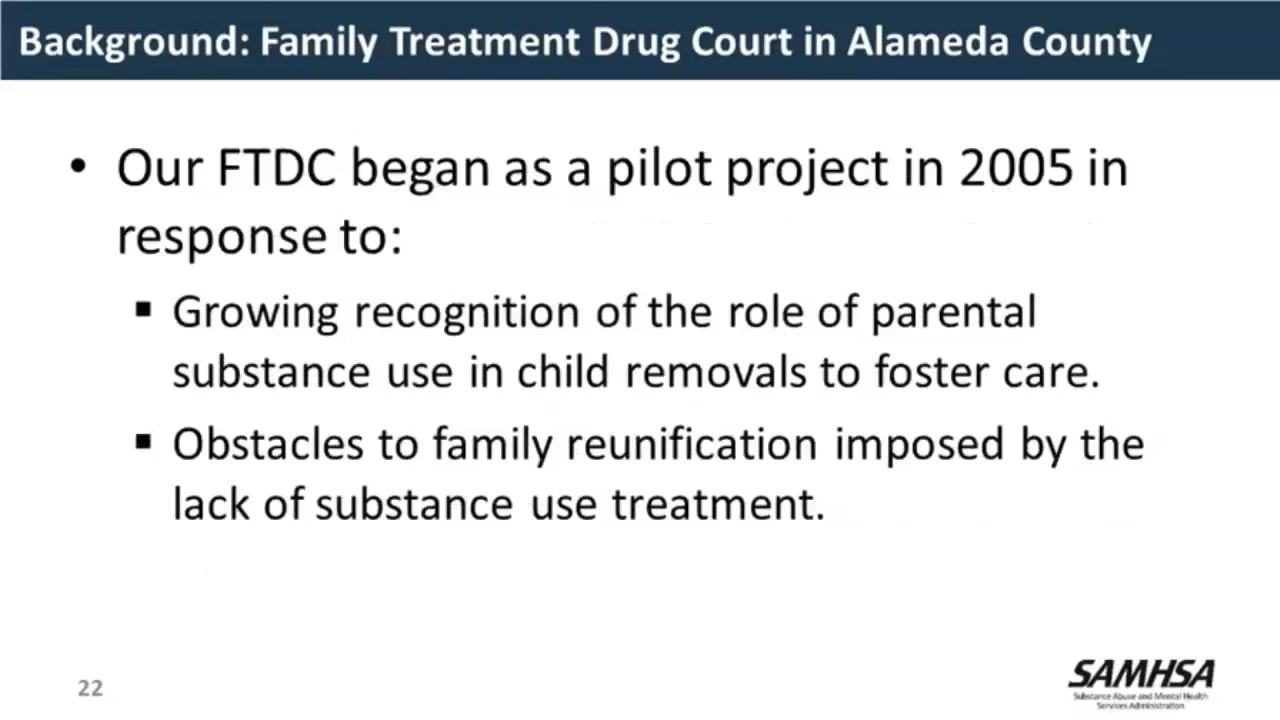 Background: Family Treatment Drug Court in Alameda County
• Our FTDC began as a pilot project in 2005 in
response to:
▪ Growing recognition of the role of parental
substance use in child removals to foster care.
▪ Obstacles to family reunification imposed by the
lack of substance use treatment.
22
SAMHSA
Substance Abuse and Mental Health
Services Administration